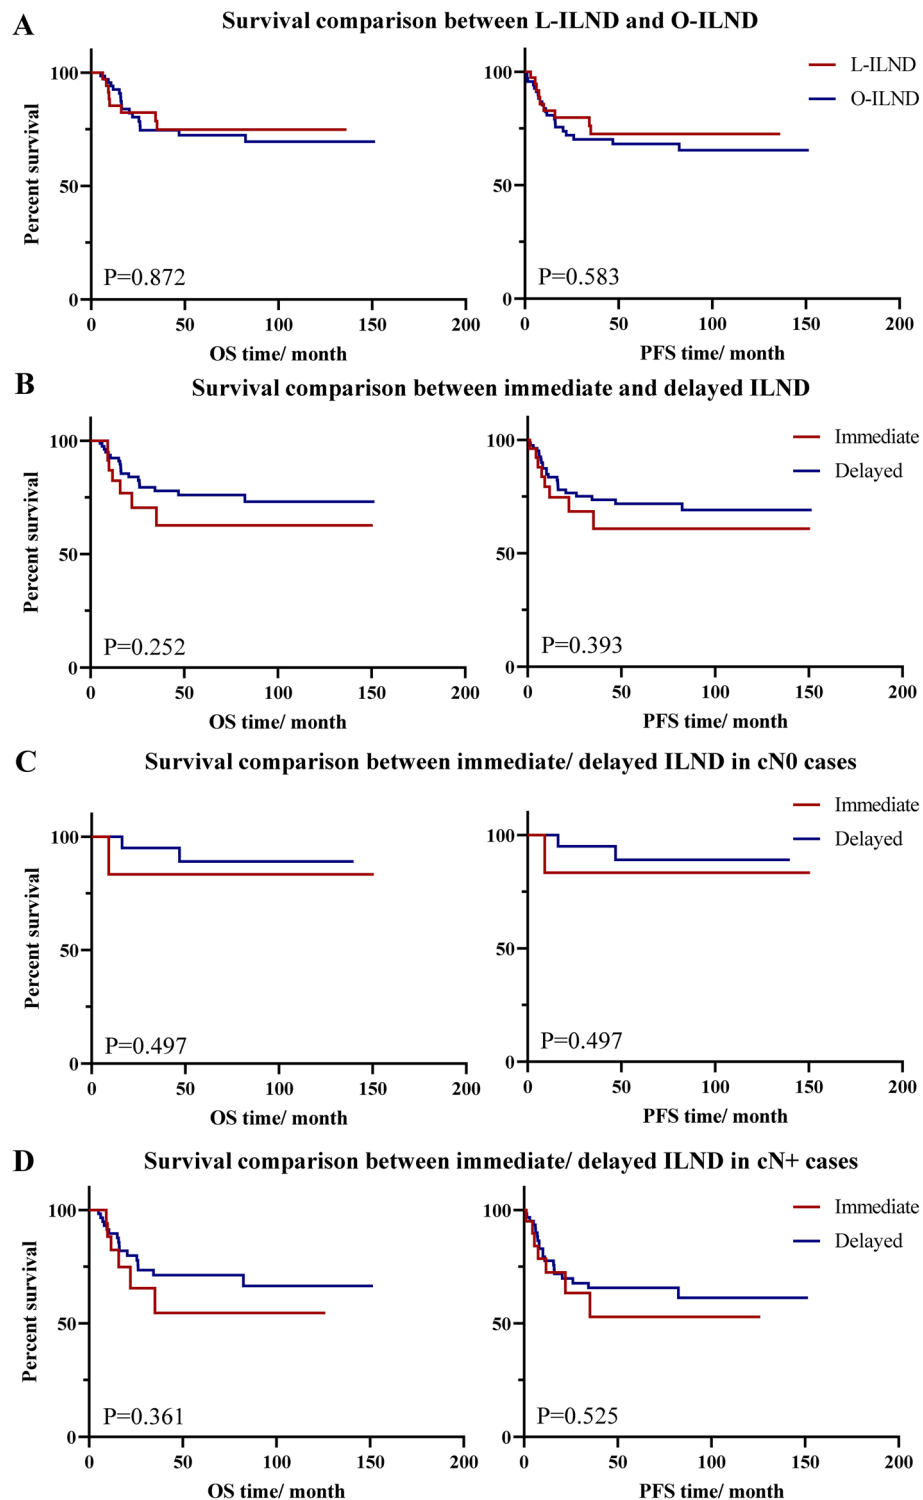 A
Survival comparison between L-ILND and O-ILND
L-ILND
O-ILND
Percent survival
100
50
0
P=0.872
0 50 100 150 200
OS time/ month
100
50
0
P=0.583
0 50 100 150 200
PFS time/ month
B
Survival comparison between immediate and delayed ILND
Immediate
Delayed
Percent survival
100
50
0
P=0.252
0 50 100 150 200
OS time/ month
100
50
0
P=0.393
0 50 100 150 200
PFS time/ month
C
Survival comparison between immediate/ delayed ILND in cN0 cases
Immediate
Delayed
Percent survival
100
50
0
P=0.497
0 50 100 150 200
OS time/ month
100
50
0
P=0.497
0 50 100 150 200
PFS time/ month
D
Survival comparison between immediate/ delayed ILND in cN+ cases
Immediate
Delayed
Percent survival
100
50
0
P=0.361
0 50 100 150 200
OS time/ month
100
50
0
P=0.525
0 50 100 150 200
PFS time/ month